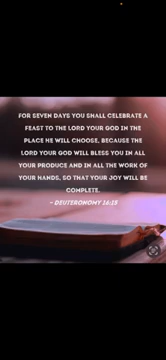 FOR SEVEN DAYS YOU SHALL CELEBRATE A
FEAST TO THE LORD YOUR GOD IN THE
PLACE HE WILL CHOOSE, BECAUSE THE
LORD YOUR GOD WILL BLESS YOU IN ALL
YOUR PRODUCE AND IN ALL THE WORK OF
YOUR HANDS, SO THAT YOUR JOY WILL BE
COMPLETE.
- DEUTERONOMY 16:15